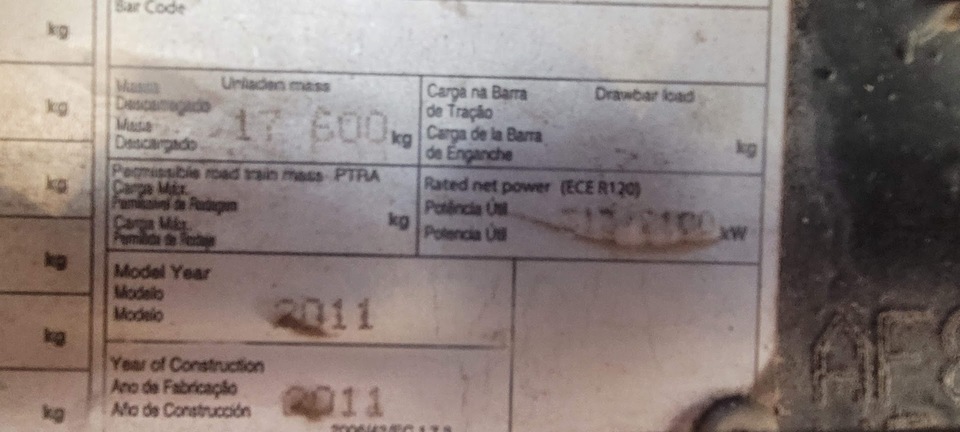 Bar Code
kg
kg
kg
kg
kg
kg
Massa Unladen mass
Descarregado
Masa
Descargado 17 600 kg
Carga na Barra Drawbar load
de Tração
Carga de la Barra
de Enganche kg
Permissible road train mass PTRA
Carga Máx.
Permissível de Rodagem
Carga Máx.
Permitida de Rodaje kg
Rated net power (ECE R120)
Potência Útil
Potencia Útil kW
Model Year
Modelo
Modelo 2011
Year of Construction
Ano de Fabricação
Año de Construcción 2011